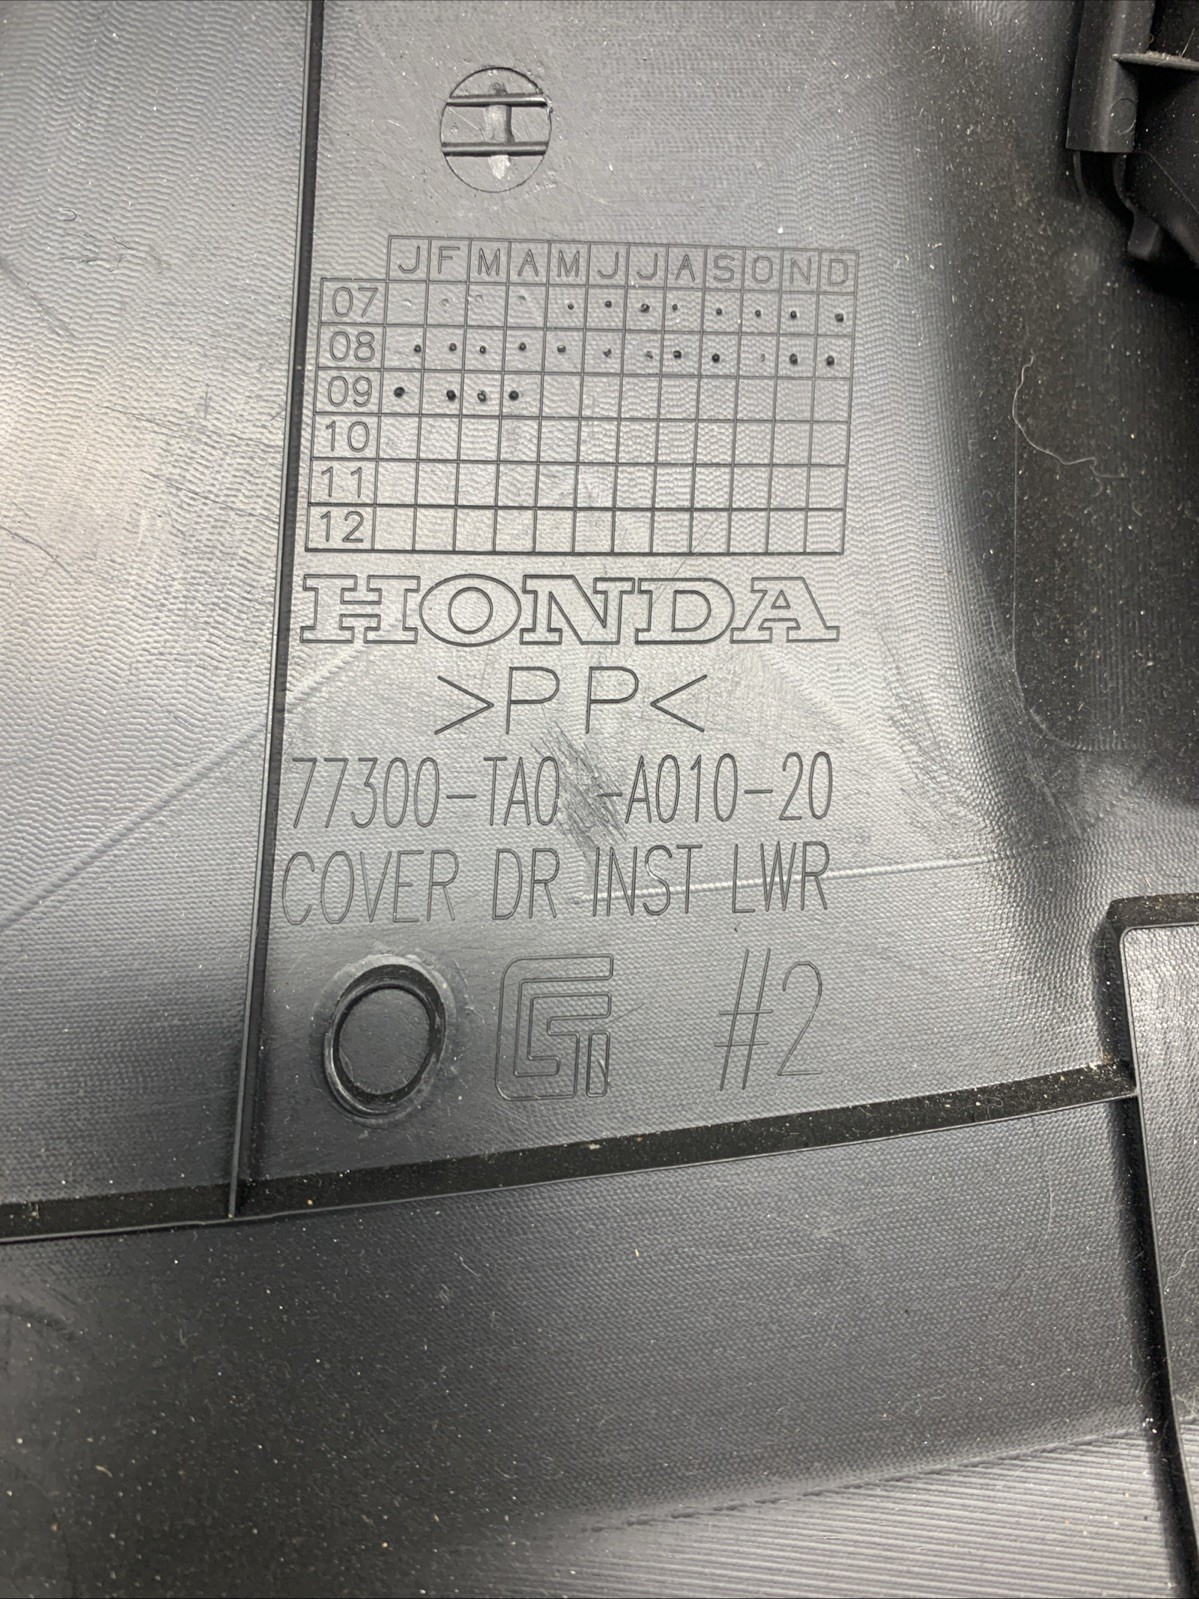 J F M A M J J A S O N D
07
08
09
10
11
12
HONDA
>PP<
77300-TA0 -A010-20
COVER DR INST LWR
#2